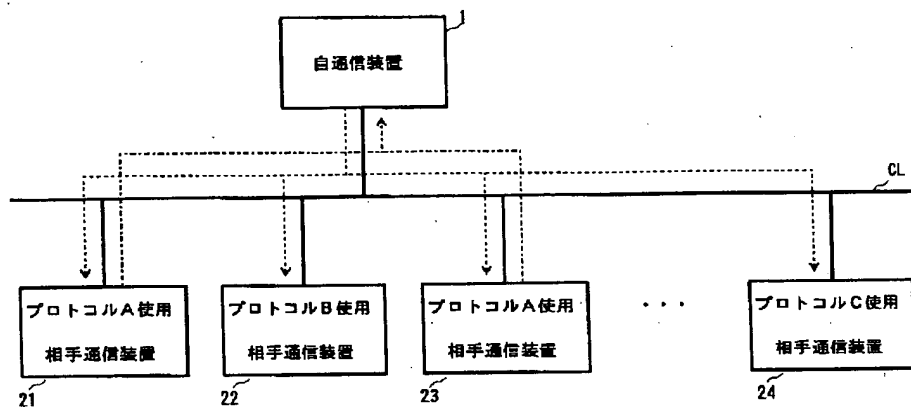 1
自通信装置
CL
プロトコルA使用
相手通信装置
21
プロトコルB使用
相手通信装置
22
プロトコルA使用
相手通信装置
23
・・・
プロトコルC使用
相手通信装置
24